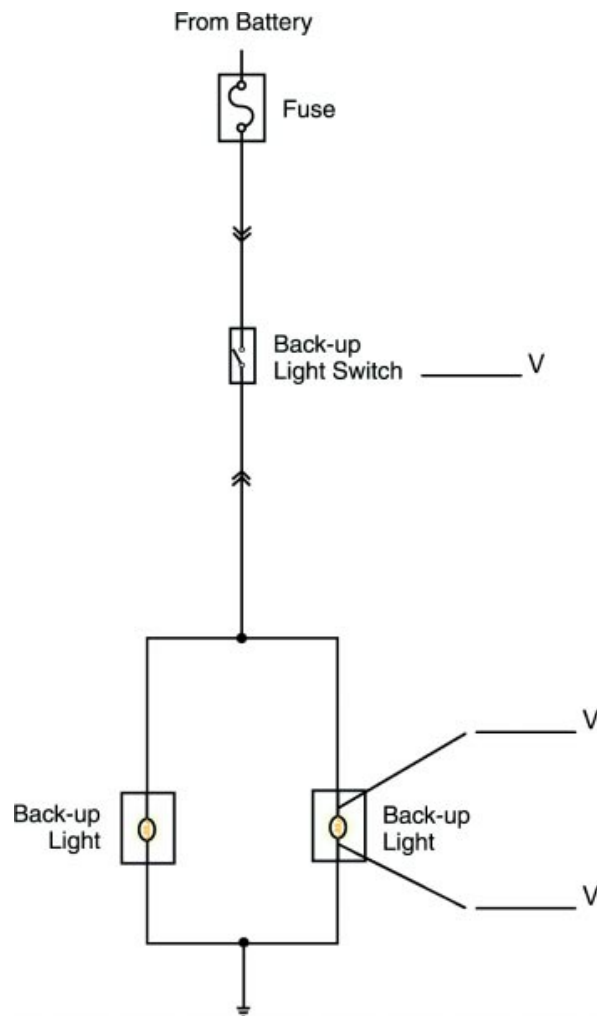 From Battery
Fuse
Back-up
Light Switch
V
V
Back-up
Light
Back-up
Light
V